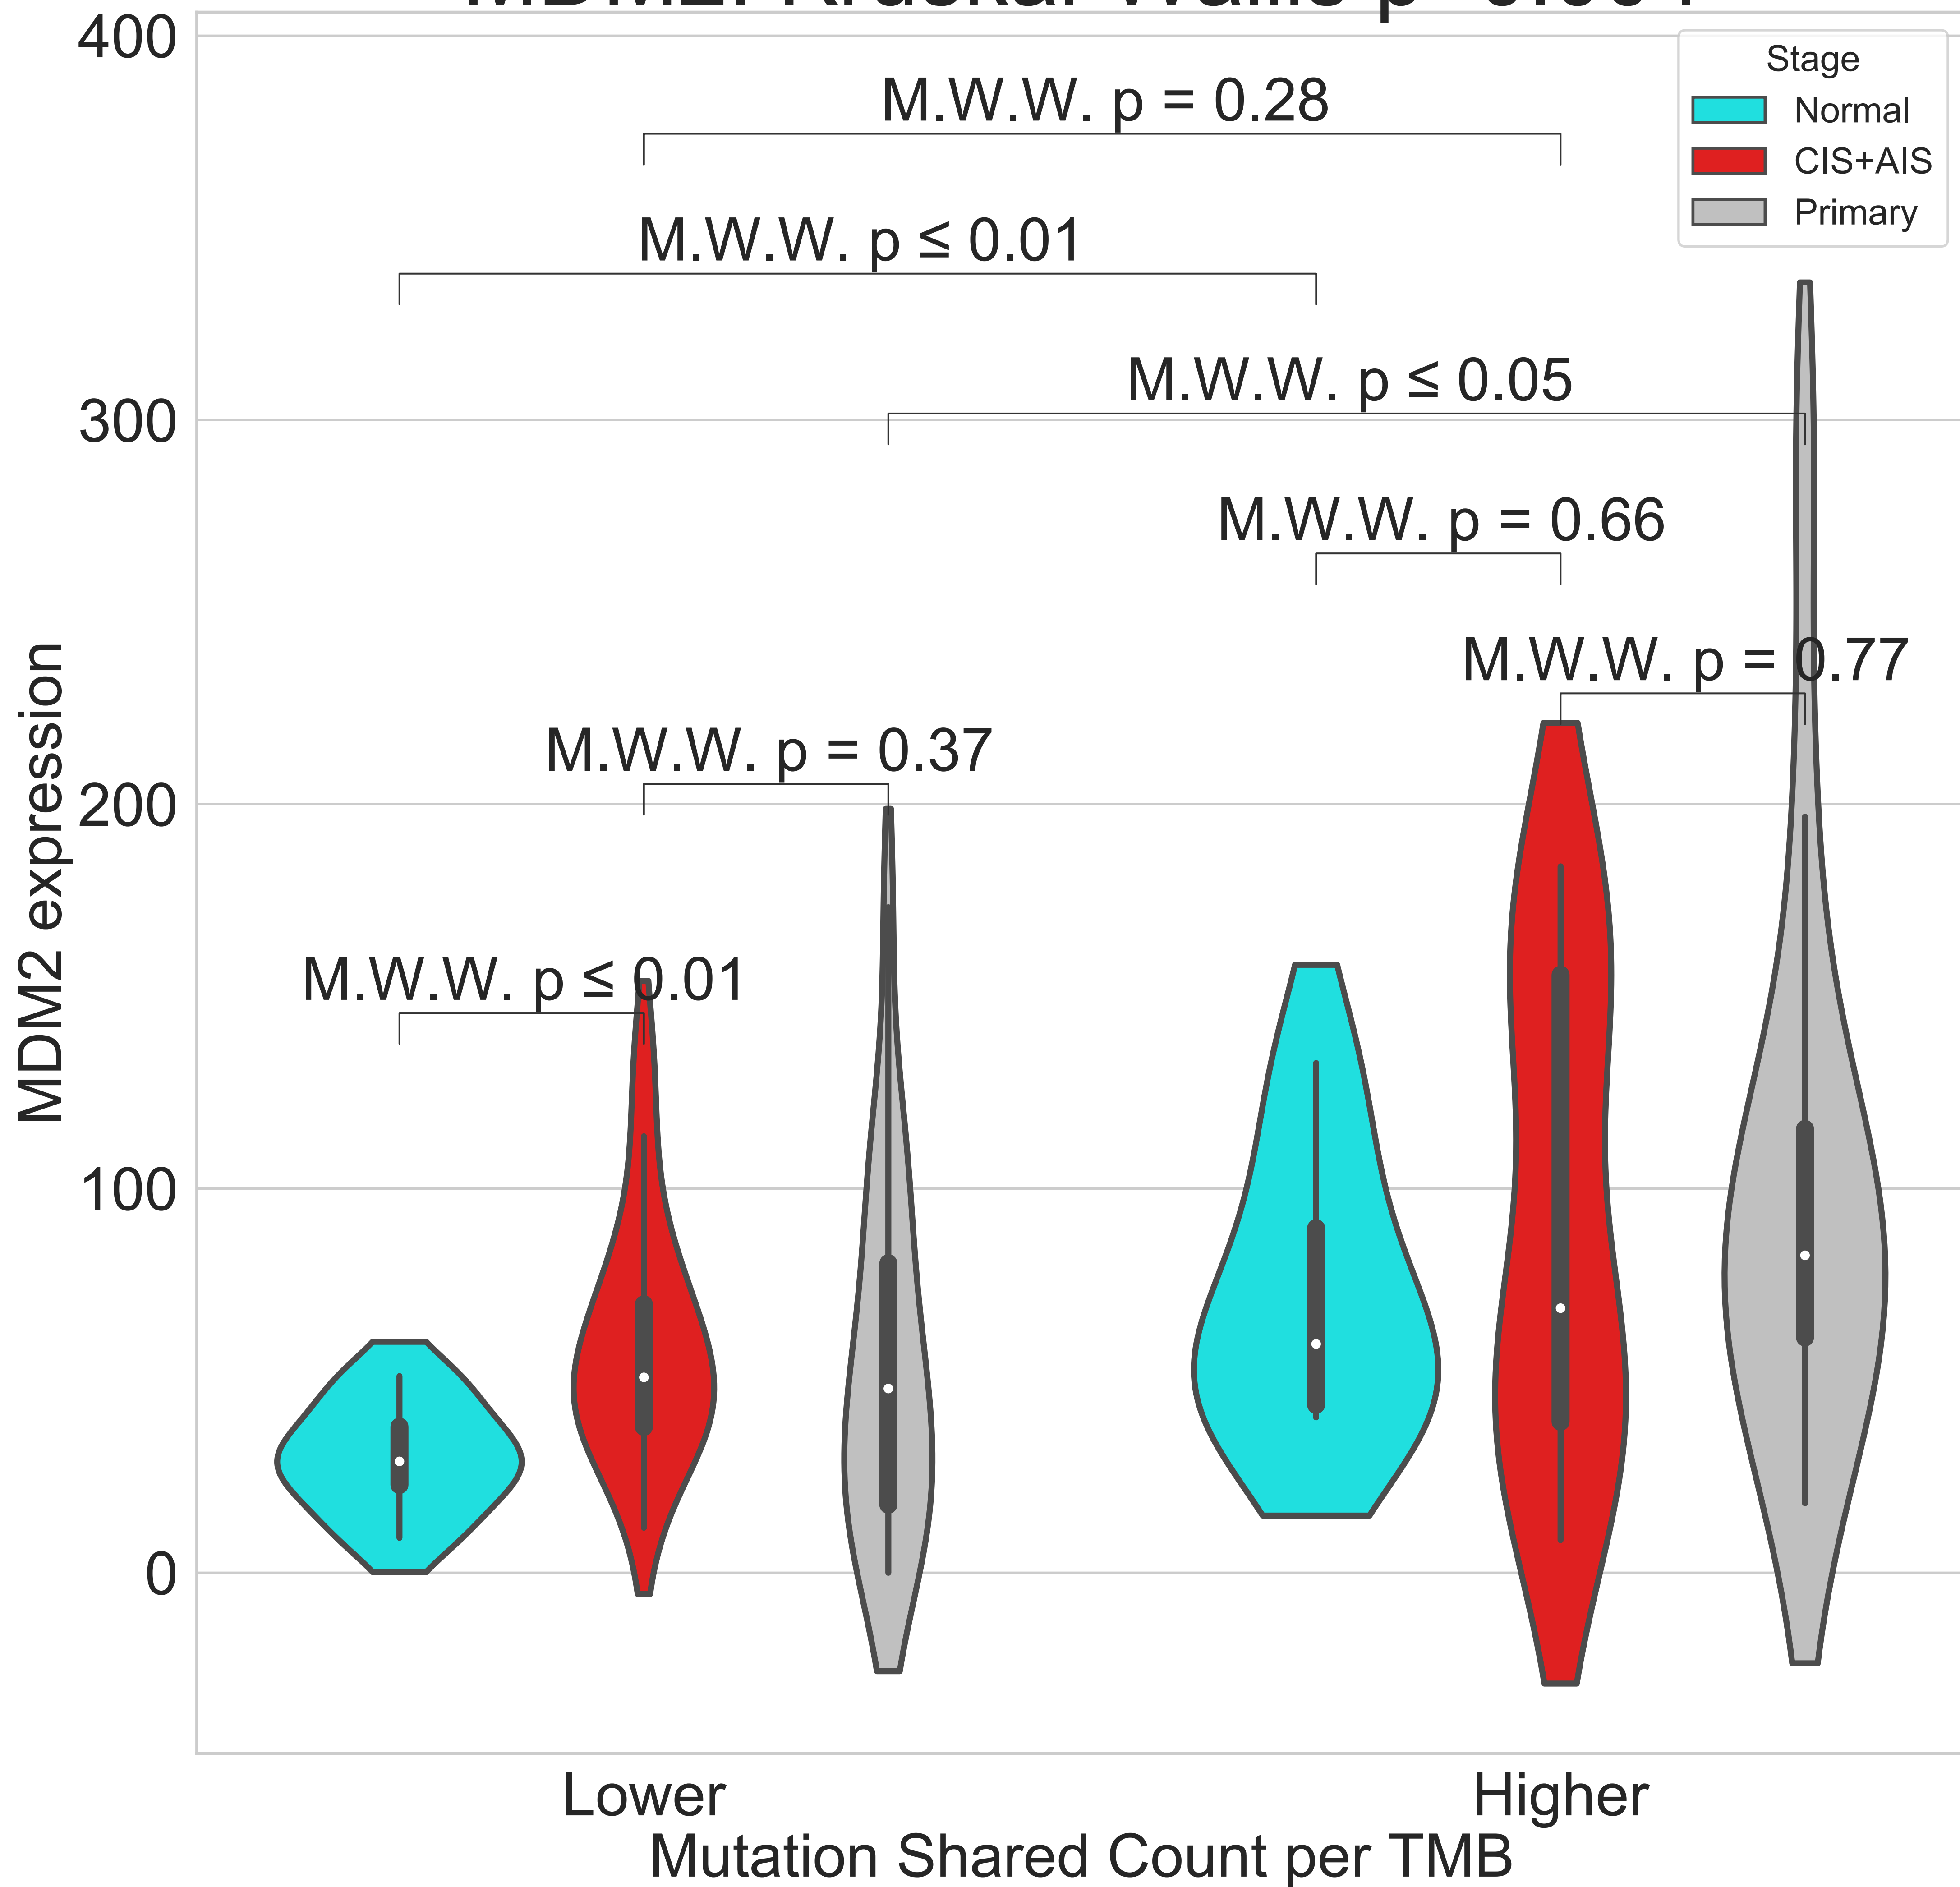 400
300
200
100
0
MDM2 expression
Stage
Normal
CIS+AIS
Primary
M.W.W. p = 0.28
M.W.W. p ≤ 0.01
M.W.W. p ≤ 0.05
M.W.W. p = 0.66
M.W.W. p = 0.77
M.W.W. p = 0.37
M.W.W. p ≤ 0.01
Lower
Higher
Mutation Shared Count per TMB